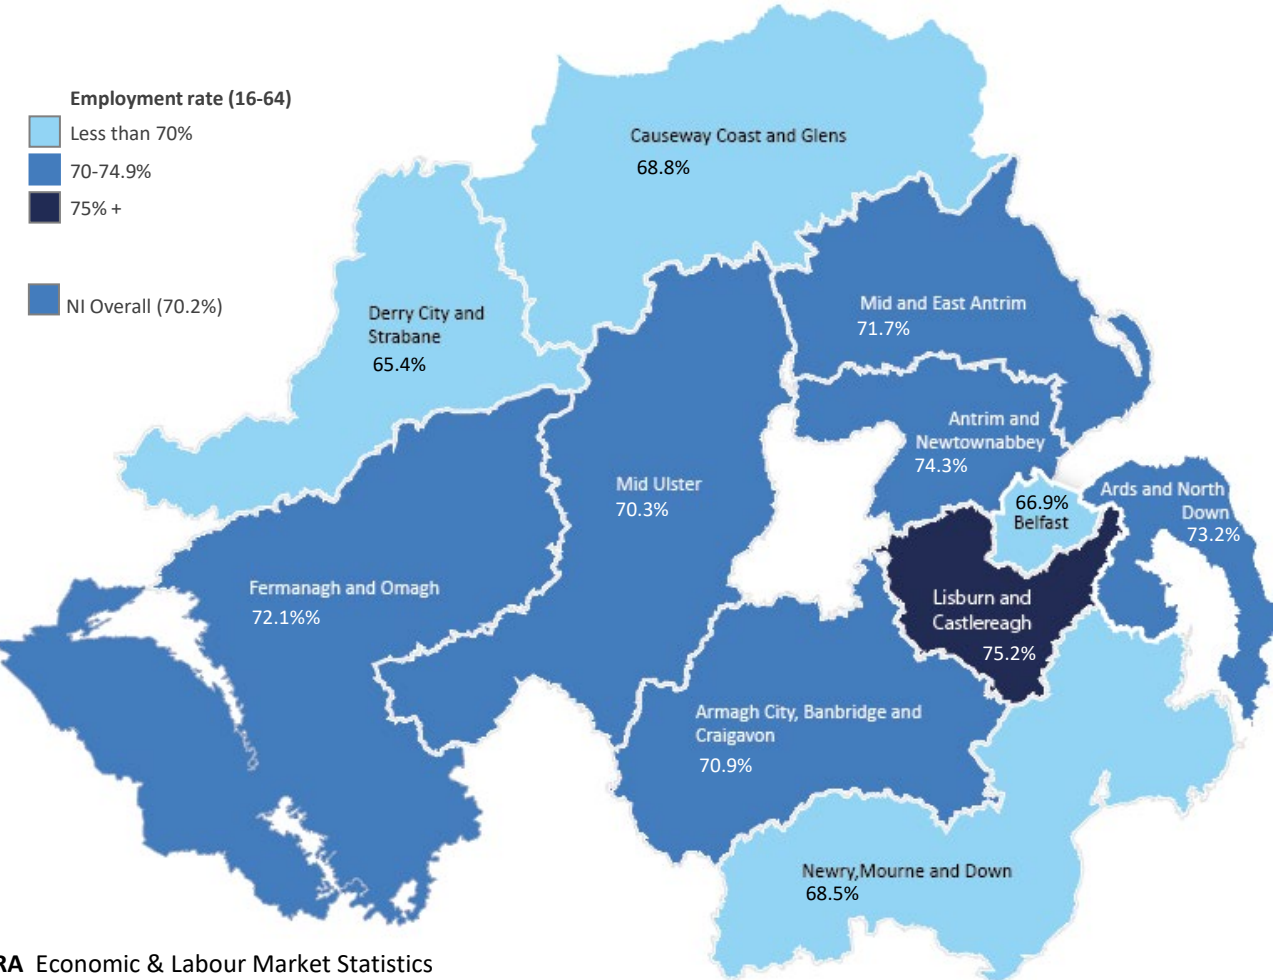 Employment rate (16-64)
Less than 70%
70-74.9%
75% +
NI Overall (70.2%)
Causeway Coast and Glens
68.8%
Derry City and
Strabane
65.4%
Mid and East Antrim
71.7%
Antrim and
Newtownabbey
74.3%
Mid Ulster
70.3%
66.9%
Belfast
Ards and North
Down
73.2%
Fermanagh and Omagh
72.1%%
Lisburn and
Castlereagh
75.2%
Armagh City, Banbridge and
Craigavon
70.9%
Newry,Mourne and Down
68.5%
RA Economic & Labour Market Statistics